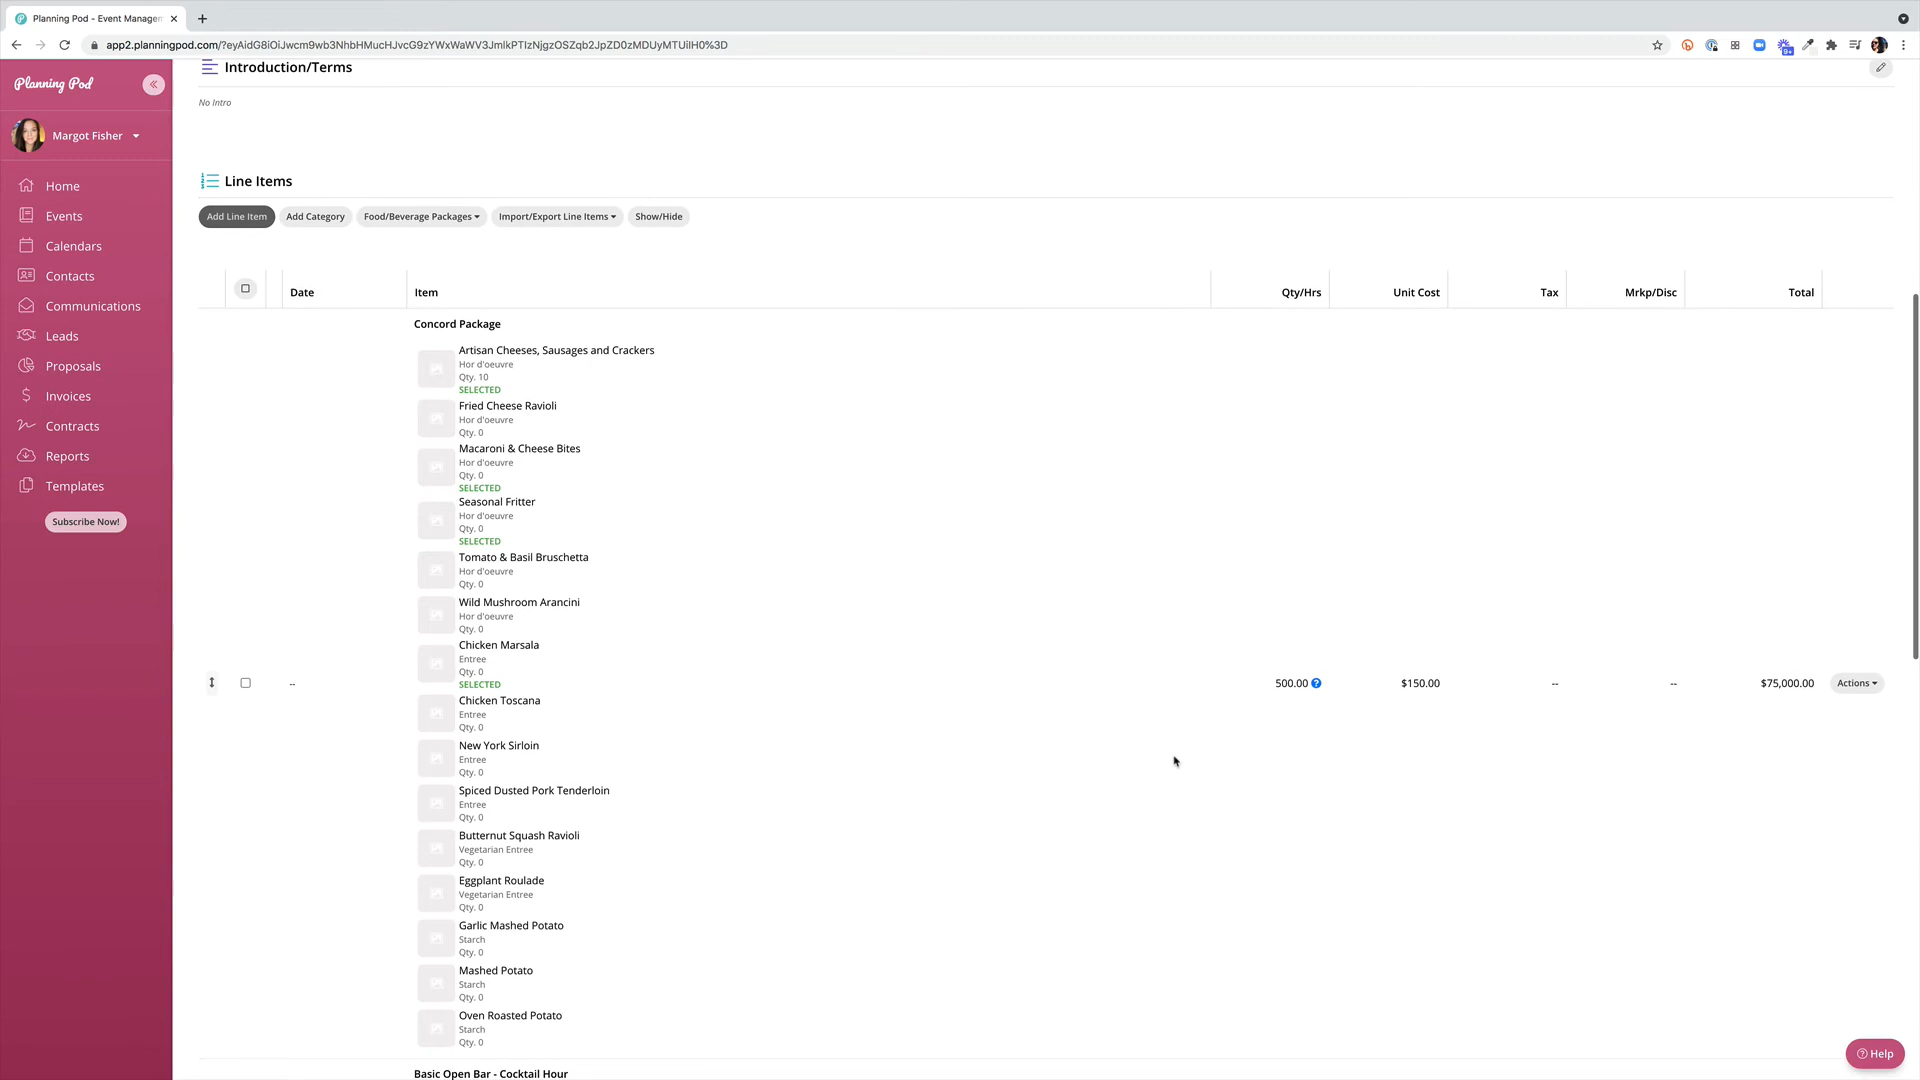 Planning Pod - Event Managem
app2.planningpod.com
Planning Pod
Margot Fisher
Home
Events
Calendars
Contacts
Communications
Leads
Proposals
Invoices
Contracts
Reports
Templates
Subscribe Now!
Introduction/Terms
No Intro
Line Items
Add Line Item
Add Category
Food/Beverage Packages
Import/Export Line Items
Show/Hide
Date
Item
Qty/Hrs
Unit Cost
Tax
Mrkp/Disc
Total
Concord Package
Artisan Cheeses, Sausages and Crackers
Hor d'oeuvre
Qty. 10
SELECTED
Fried Cheese Ravioli
Hor d'oeuvre
Qty. 0
Macaroni & Cheese Bites
Hor d'oeuvre
Qty. 0
SELECTED
Seasonal Fritter
Hor d'oeuvre
Qty. 0
SELECTED
Tomato & Basil Bruschetta
Hor d'oeuvre
Qty. 0
Wild Mushroom Arancini
Hor d'oeuvre
Qty. 0
Chicken Marsala
Entree
Qty. 0
SELECTED
-- 500.00 ? $150.00 -- -- $75,000.00 Actions
Chicken Toscana
Entree
Qty. 0
New York Sirloin
Entree
Qty. 0
Spiced Dusted Pork Tenderloin
Entree
Qty. 0
Butternut Squash Ravioli
Vegetarian Entree
Qty. 0
Eggplant Roulade
Vegetarian Entree
Qty. 0
Garlic Mashed Potato
Starch
Qty. 0
Mashed Potato
Starch
Qty. 0
Oven Roasted Potato
Starch
Qty. 0
Basic Open Bar - Cocktail Hour
Help